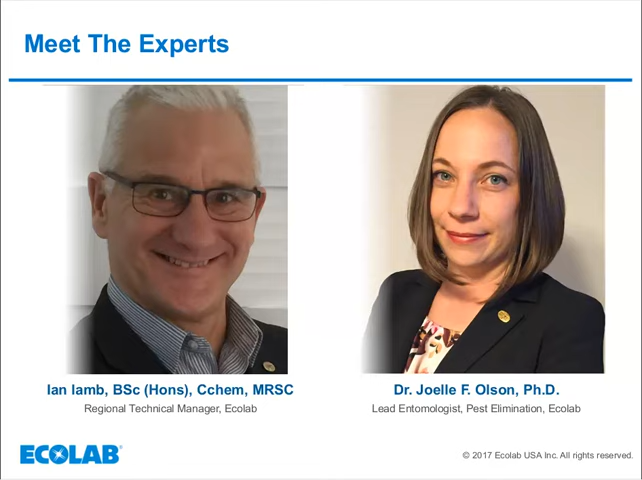 Meet The Experts
Ian lamb, BSc (Hons), Cchem, MRSC
Regional Technical Manager, Ecolab
Dr. Joelle F. Olson, Ph.D.
Lead Entomologist, Pest Elimination, Ecolab
ECOLAB®
© 2017 Ecolab USA Inc. All rights reserved.